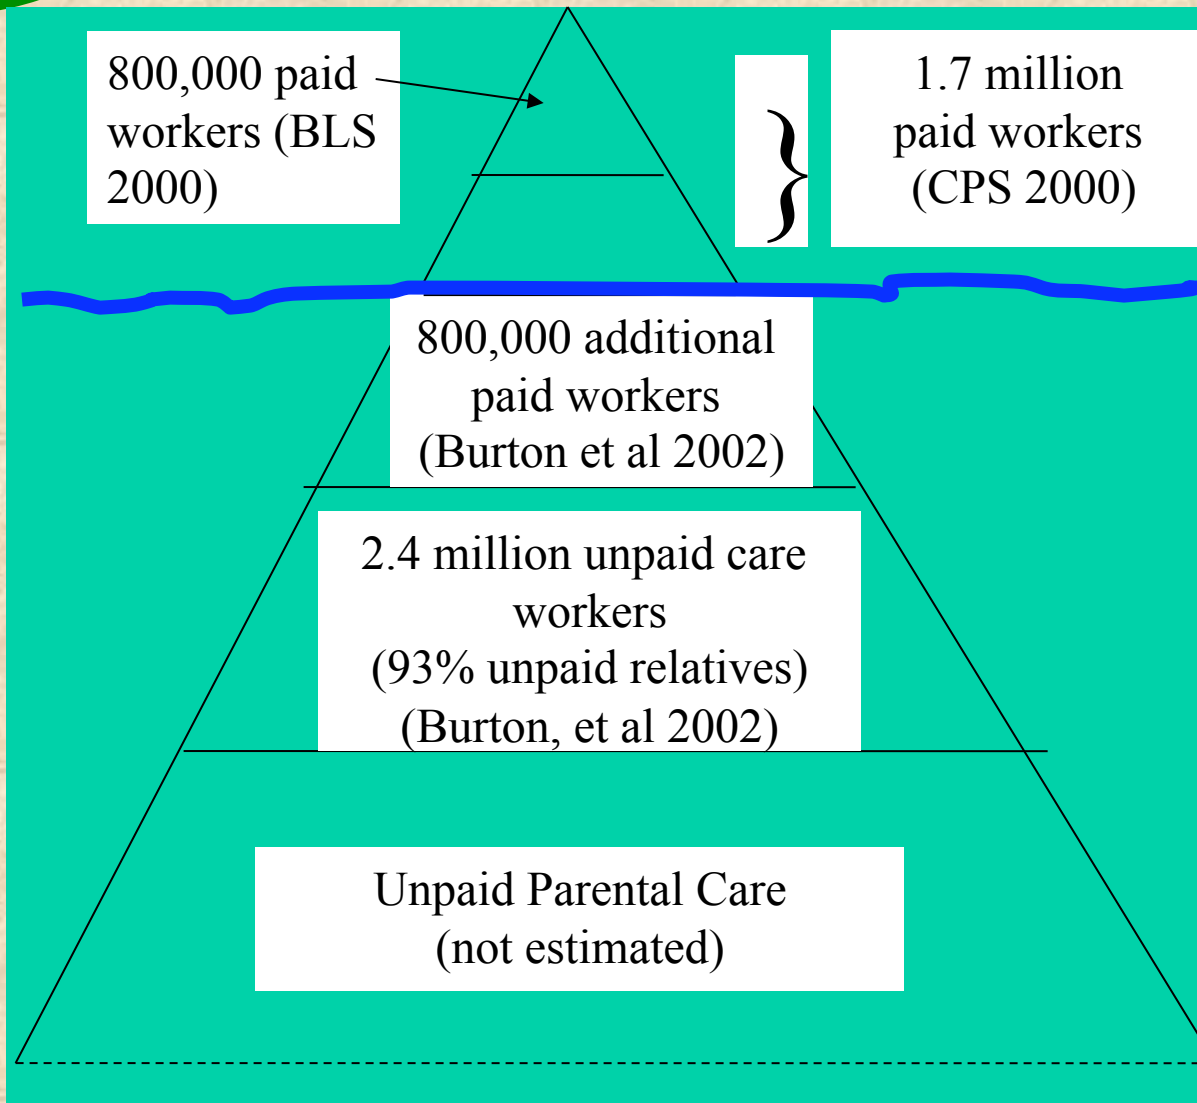 800,000 paid
workers (BLS
2000)
}
1.7 million
paid workers
(CPS 2000)
800,000 additional
paid workers
(Burton et al 2002)
2.4 million unpaid care
workers
(93% unpaid relatives)
(Burton, et al 2002)
Unpaid Parental Care
(not estimated)